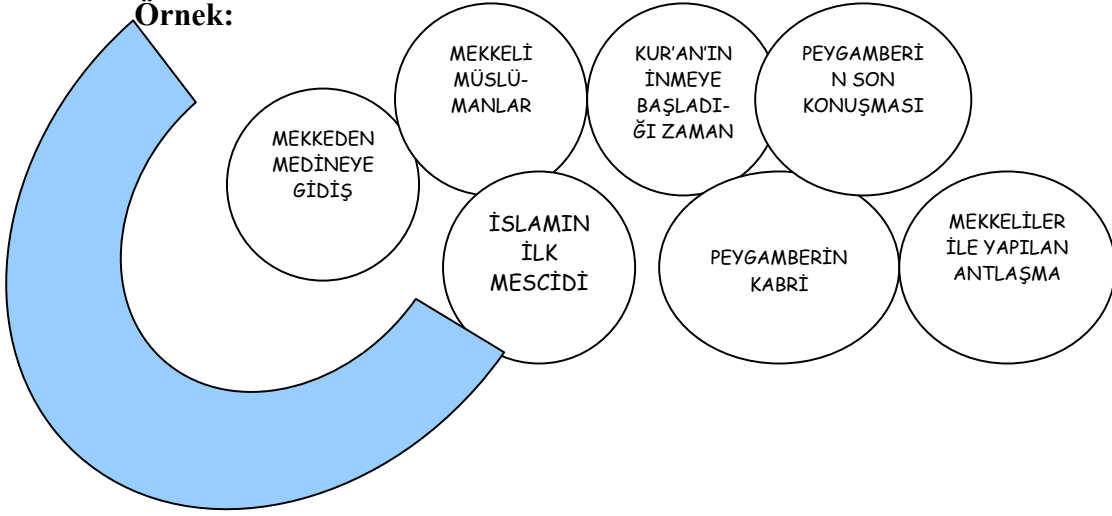 Örnek:
MEKKEDEN
MEDİNEYE
GİDİŞ
MEKKELİ
MÜSLÜ-
MANLAR
İSLAMIN
İLK
MESCİDİ
KUR'AN'IN
İNMEYE
BAŞLADI-
ĞI ZAMAN
PEYGAMBERİ
N SON
KONUŞMASI
PEYGAMBERİN
KABRİ
MEKKELİLER
İLE YAPILAN
ANTLAŞMA